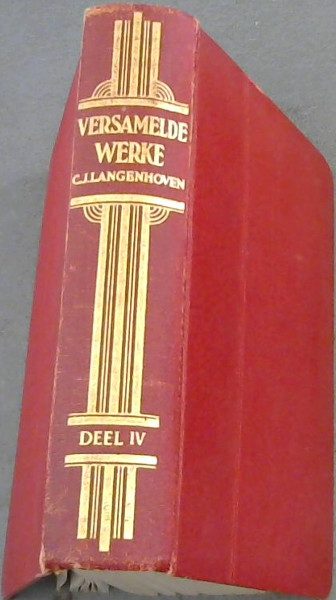 VERSAMELDE
WERKE
C.J. LANGENHOVEN
DEEL IV